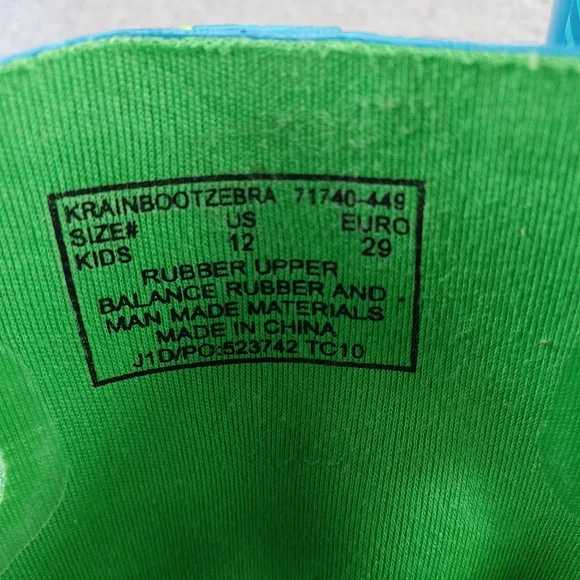 KRAINBOOTZEBRA 71740-449
SIZE# US EURO
KIDS 12 29
RUBBER UPPER
BALANCE RUBBER AND
MAN MADE MATERIALS
MADE IN CHINA
J1D/PO:523742 TC10